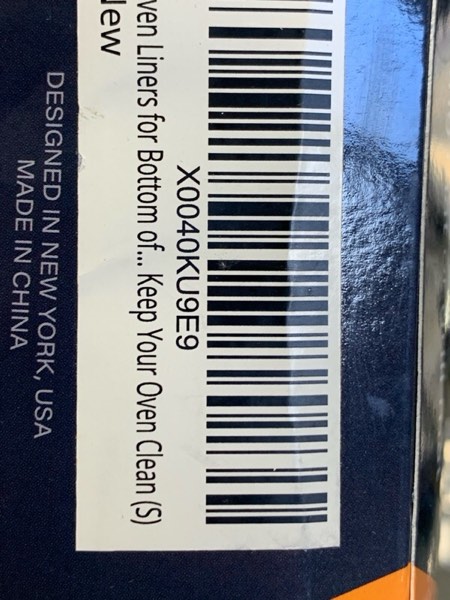 X0040KU9E9
ven Liners for Bottom of... Keep Your Oven Clean (S)
lew
DESIGNED IN NEW YORK, USA
MADE IN CHINA